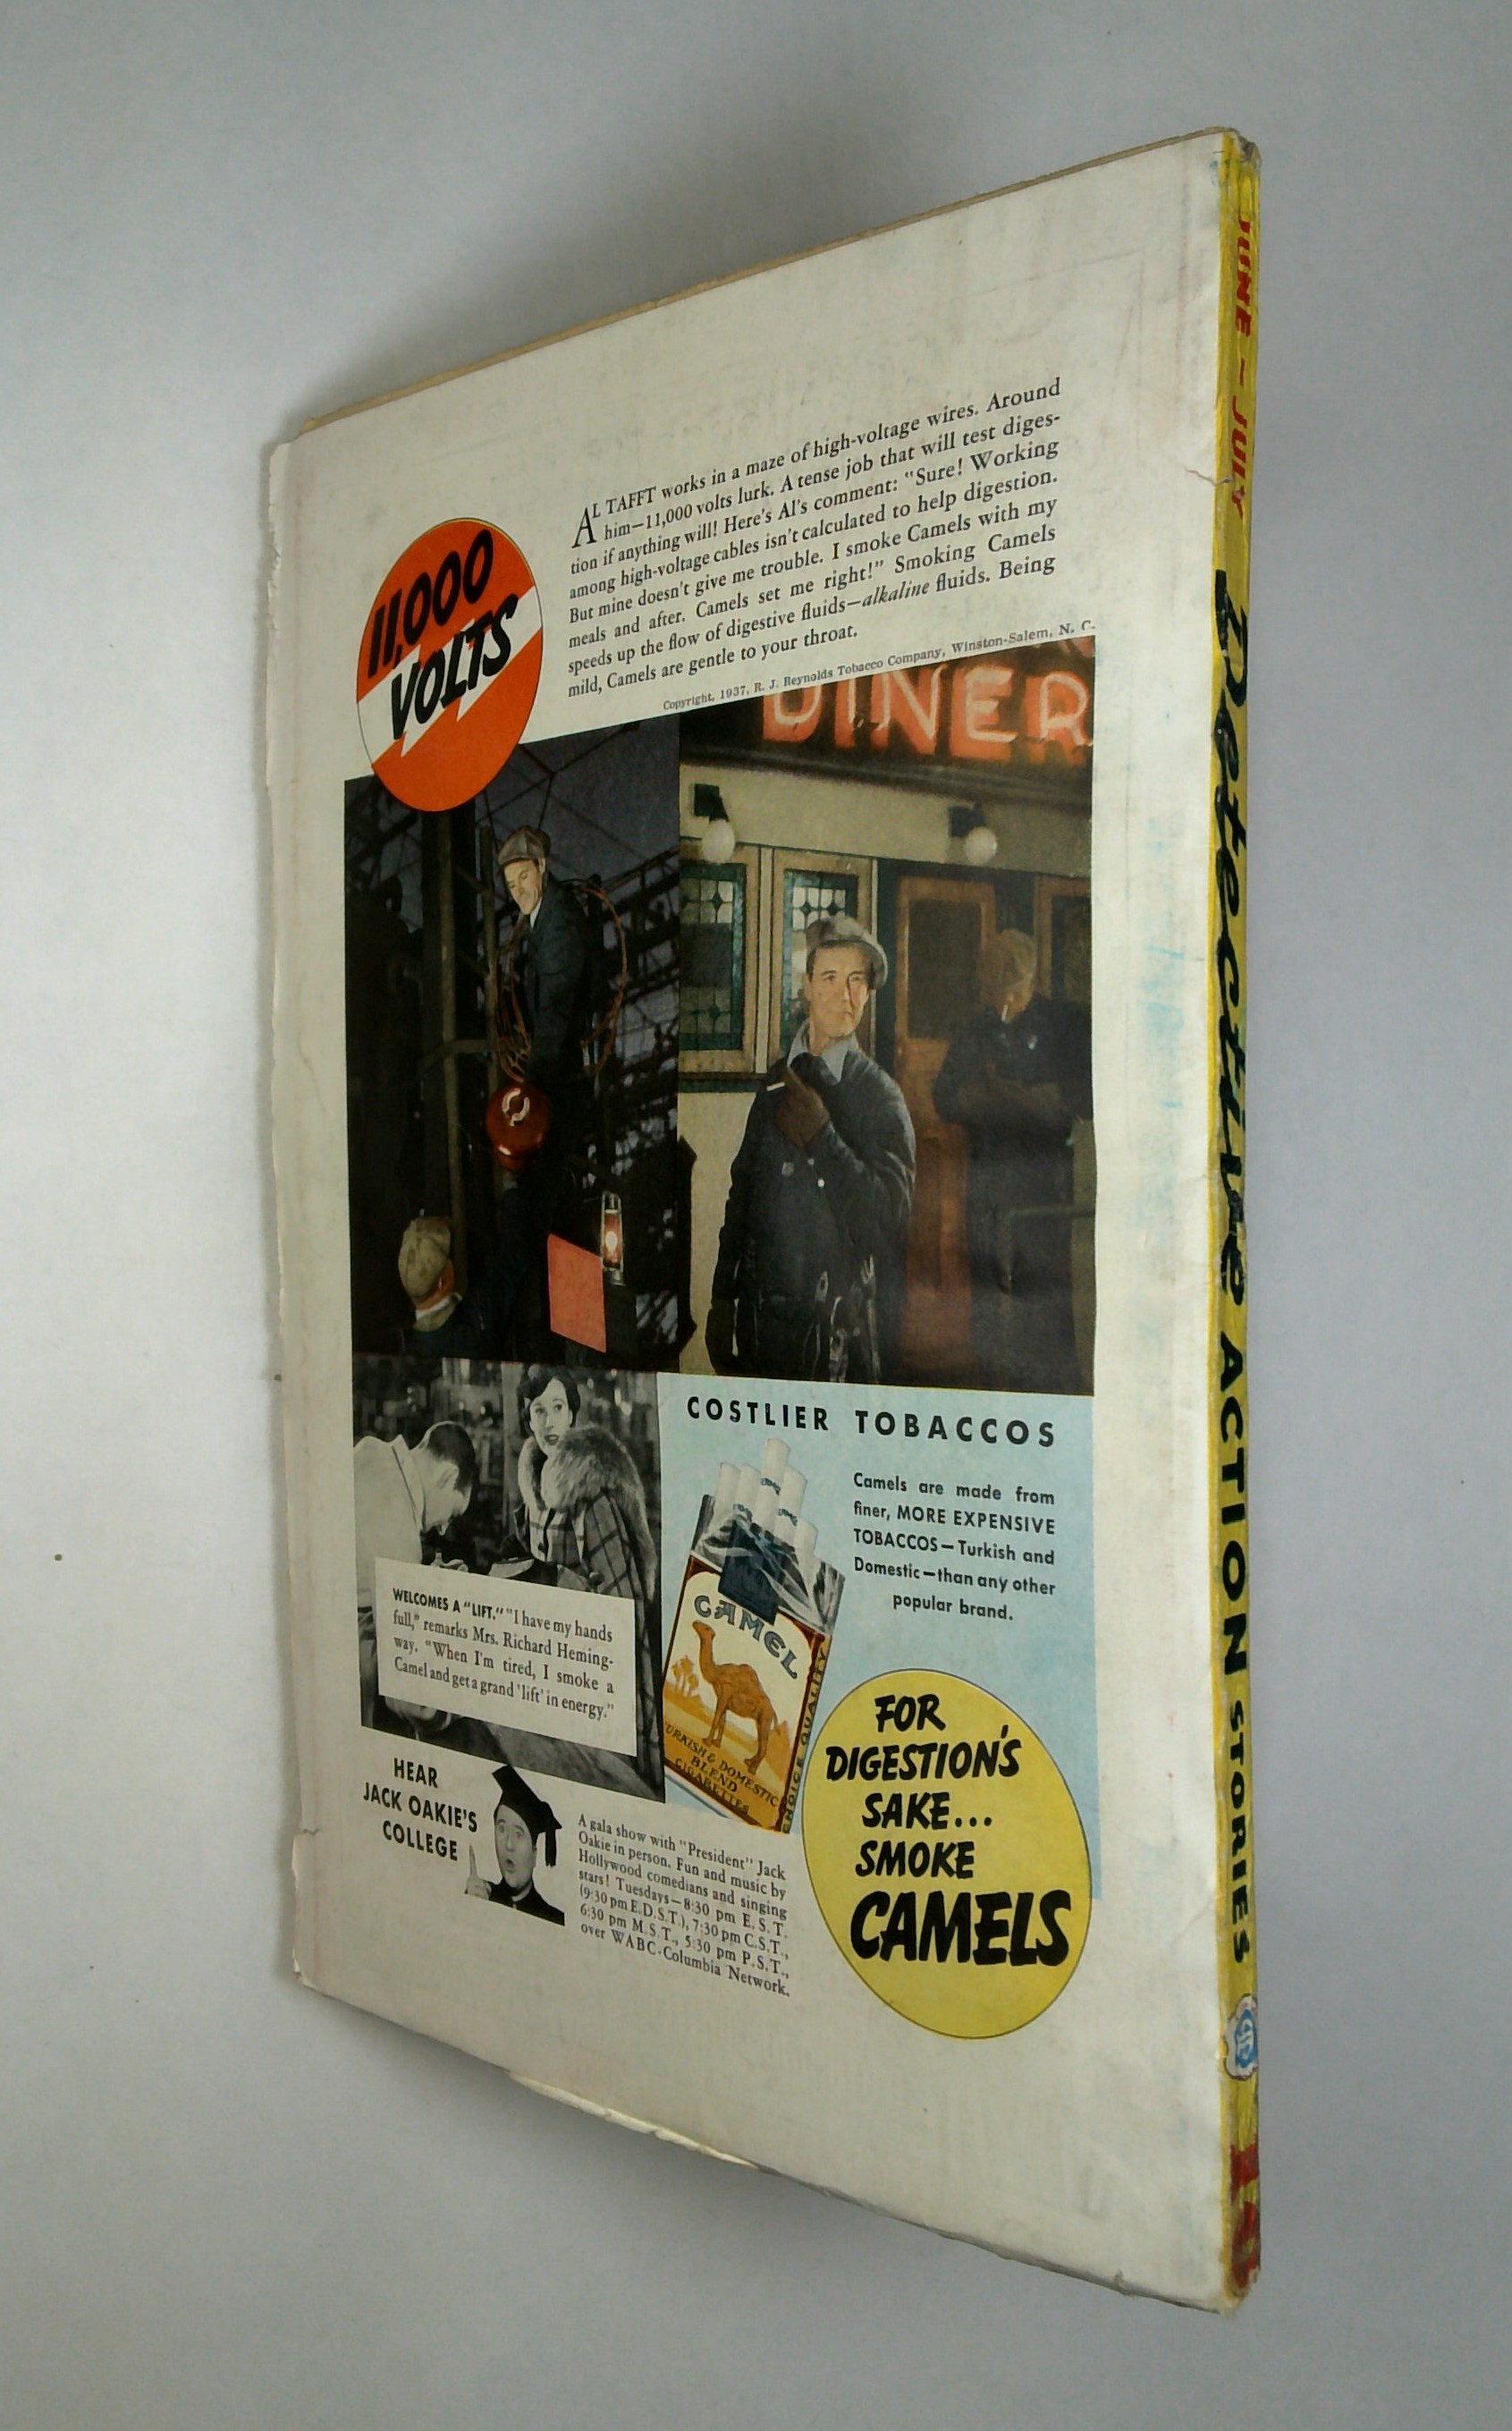 11,000
VOLTS
AL TAFFT works in a maze of high-voltage wires. Around
him—11,000 volts lurk. A tense job that will test diges-
tion if anything will! Here's Al's comment: "Sure! Working
among high-voltage cables isn't calculated to help digestion.
But mine doesn't give me trouble. I smoke Camels with my
meals and after. Camels set me right!" Smoking Camels
speeds up the flow of digestive fluids—alkaline fluids. Being
mild, Camels are gentle to your throat.
Copyright, 1937, R. J. Reynolds Tobacco Company, Winston-Salem, N. C.
DINER
COSTLIER TOBACCOS
Camels are made from
finer, MORE EXPENSIVE
TOBACCOS—Turkish and
Domestic—than any other
popular brand.
CAMEL
TURKISH & DOMESTIC
BLEND
CIGARETTES
CHOICE QUALITY
WELCOMES A "LIFT." "I have my hands
full," remarks Mrs. Richard Heming-
way. "When I'm tired, I smoke a
Camel and get a grand 'lift' in energy."
HEAR
JACK OAKIE'S
COLLEGE
A gala show with "President" Jack
Oakie in person. Fun and music by
Hollywood comedians and singing
stars! Tuesdays—8:30 pm E.S.T.
(9:30 pm E.D.S.T.), 7:30 pm C.S.T.,
6:30 pm M.S.T., 5:30 pm P.S.T.,
over WABC-Columbia Network.
FOR
DIGESTION'S
SAKE...
SMOKE
CAMELS
JUNE - JULY
Detective ACTION STORIES